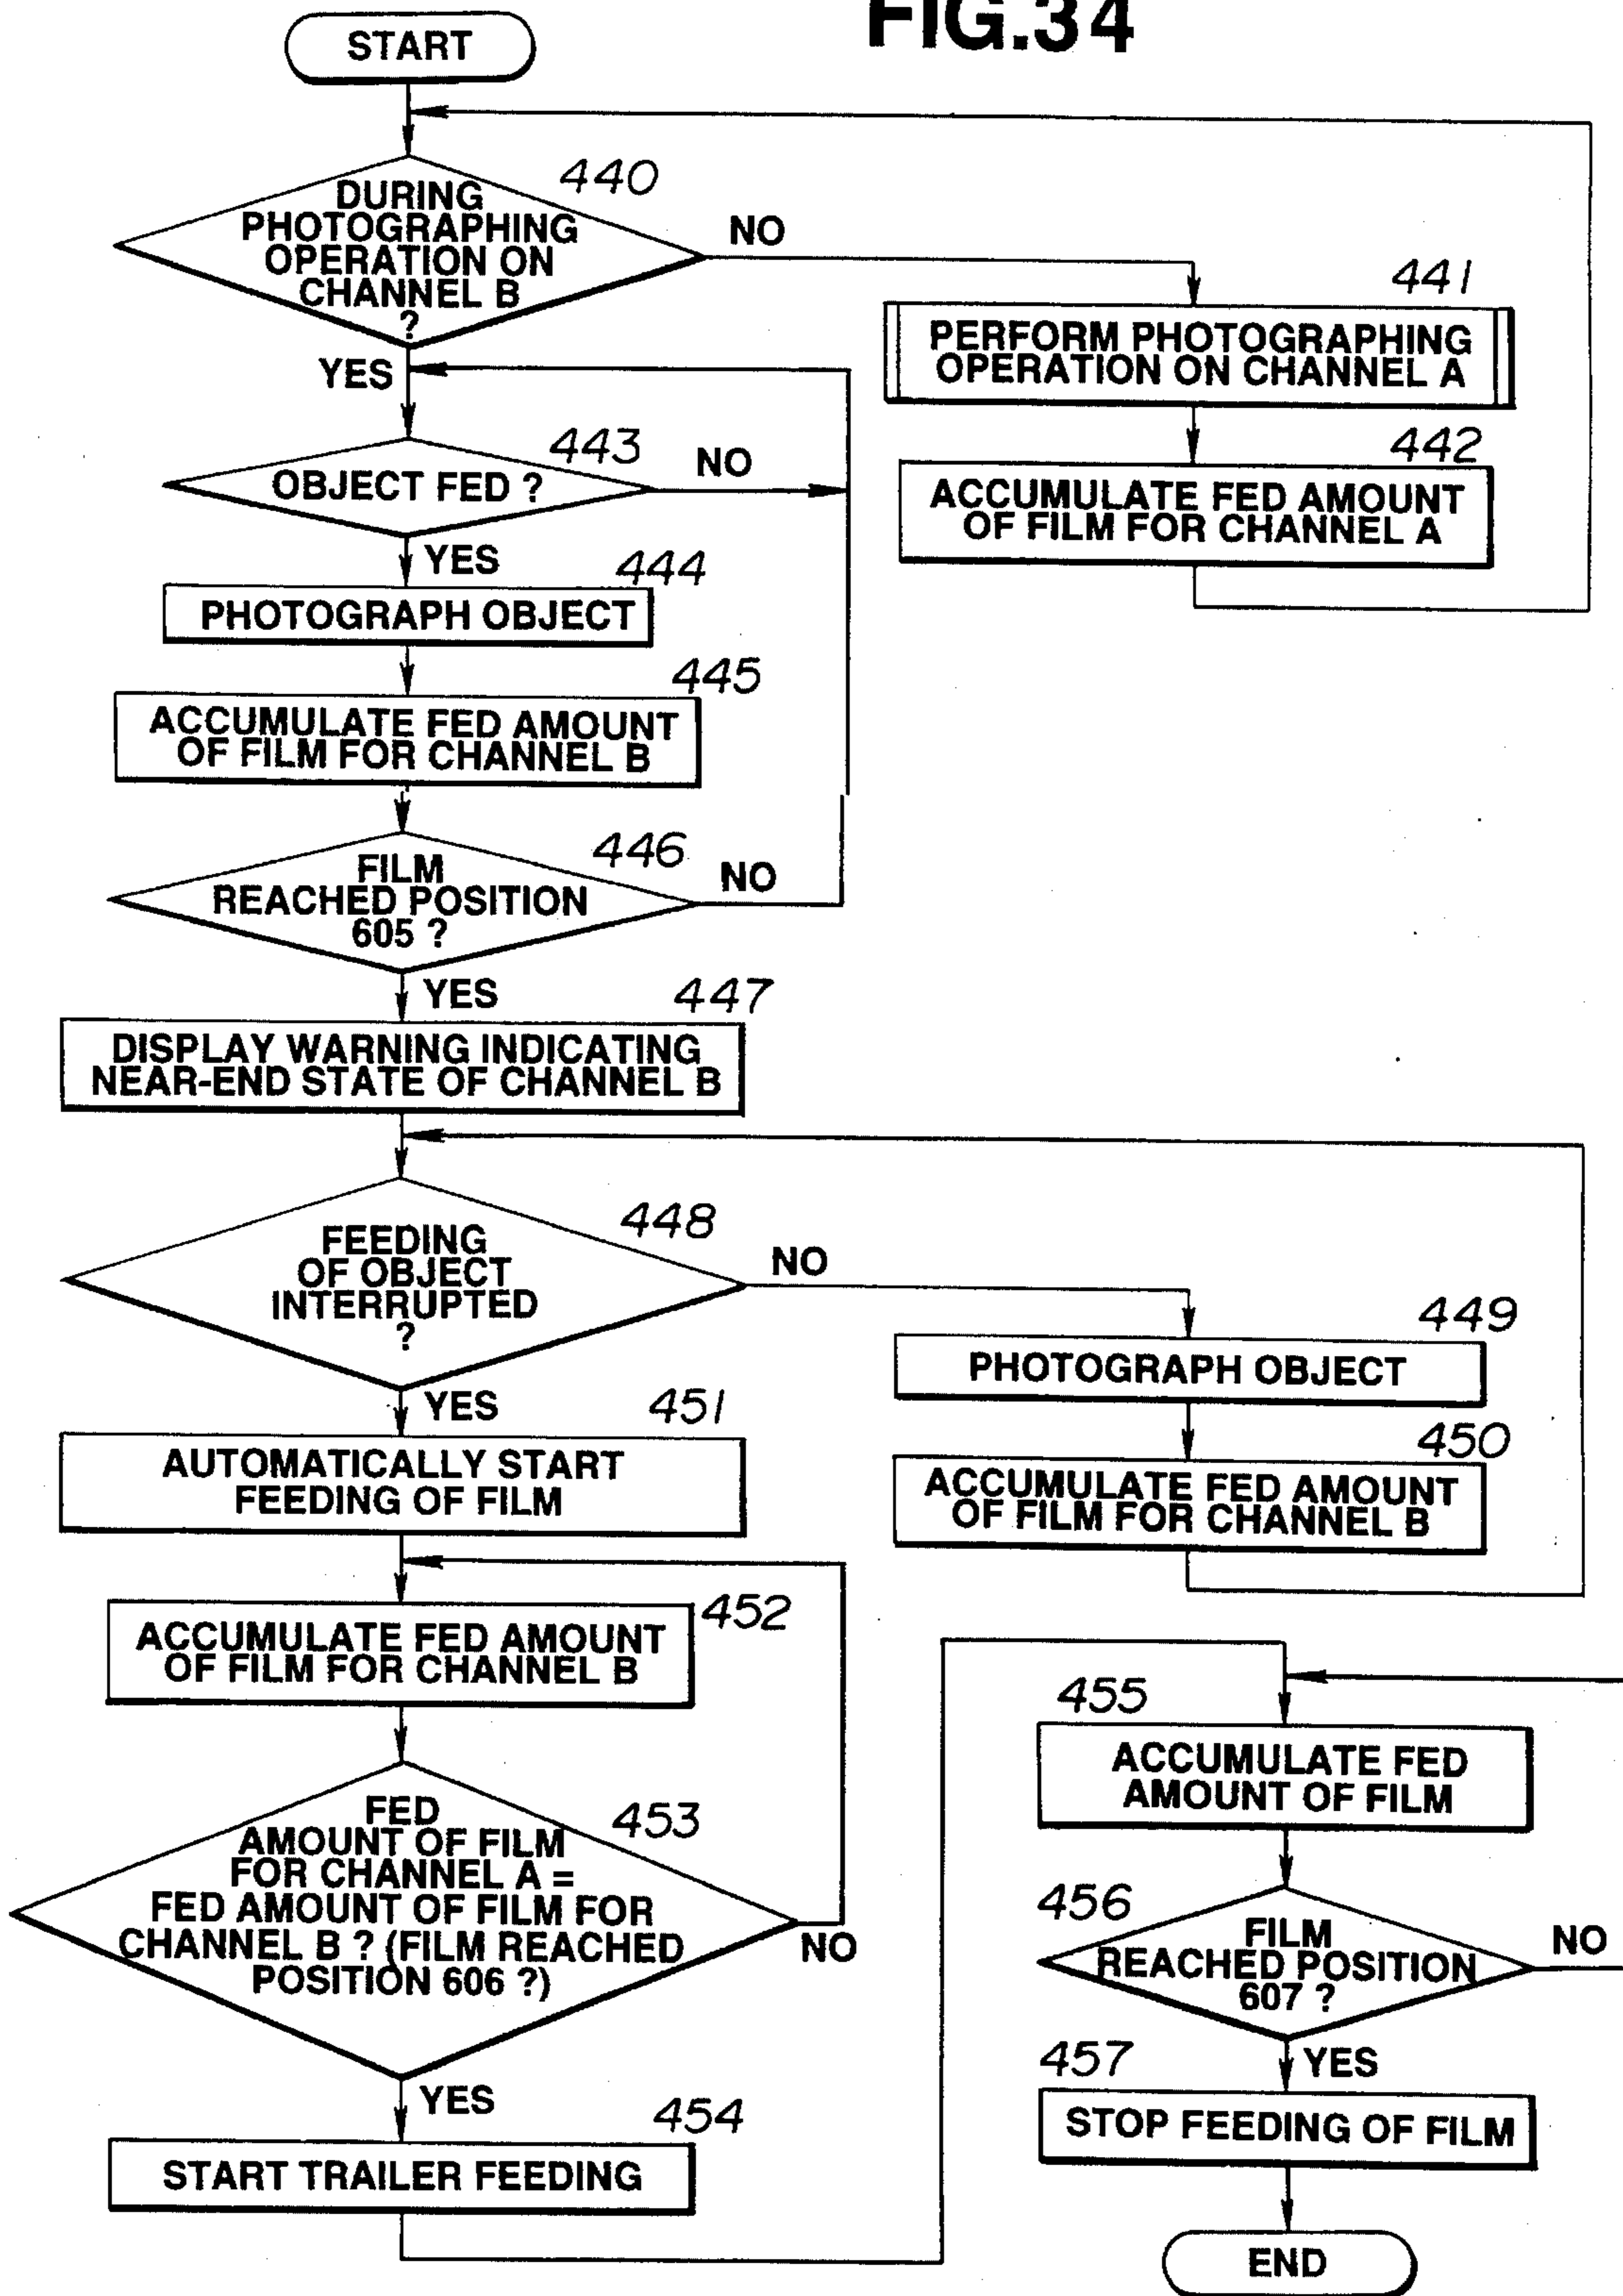 FIG.34
START
440
DURING
PHOTOGRAPHING
OPERATION ON
CHANNEL B
?
NO
YES
441
PERFORM PHOTOGRAPHING
OPERATION ON CHANNEL A
442
ACCUMULATE FED AMOUNT
OF FILM FOR CHANNEL A
443
OBJECT FED ?
NO
YES
444
PHOTOGRAPH OBJECT
445
ACCUMULATE FED AMOUNT
OF FILM FOR CHANNEL B
446
FILM
REACHED POSITION
605 ?
NO
YES
447
DISPLAY WARNING INDICATING
NEAR-END STATE OF CHANNEL B
448
FEEDING
OF OBJECT
INTERRUPTED
?
NO
YES
449
PHOTOGRAPH OBJECT
450
ACCUMULATE FED AMOUNT
OF FILM FOR CHANNEL B
451
AUTOMATICALLY START
FEEDING OF FILM
452
ACCUMULATE FED AMOUNT
OF FILM FOR CHANNEL B
453
FED
AMOUNT OF FILM
FOR CHANNEL A =
FED AMOUNT OF FILM FOR
CHANNEL B ? (FILM REACHED
POSITION 606 ?)
NO
YES
454
START TRAILER FEEDING
455
ACCUMULATE FED
AMOUNT OF FILM
456
FILM
REACHED POSITION
607 ?
NO
YES
457
STOP FEEDING OF FILM
END